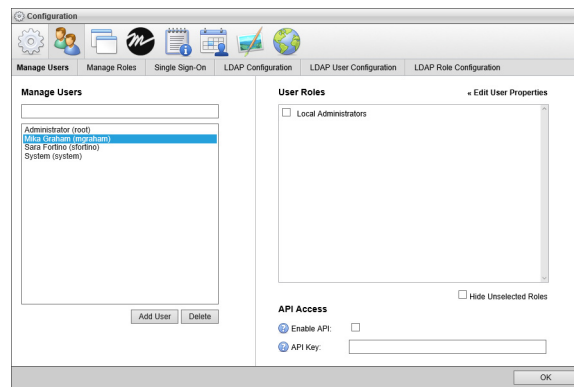 Configuration
Manage Users Manage Roles Single Sign-On LDAP Configuration LDAP User Configuration LDAP Role Configuration
Manage Users
Administrator (root)
Mika Graham (mgraham)
Sara Fortino (sfortino)
System (system)
Add User Delete
User Roles « Edit User Properties
Local Administrators
Hide Unselected Roles
API Access
Enable API:
API Key:
OK